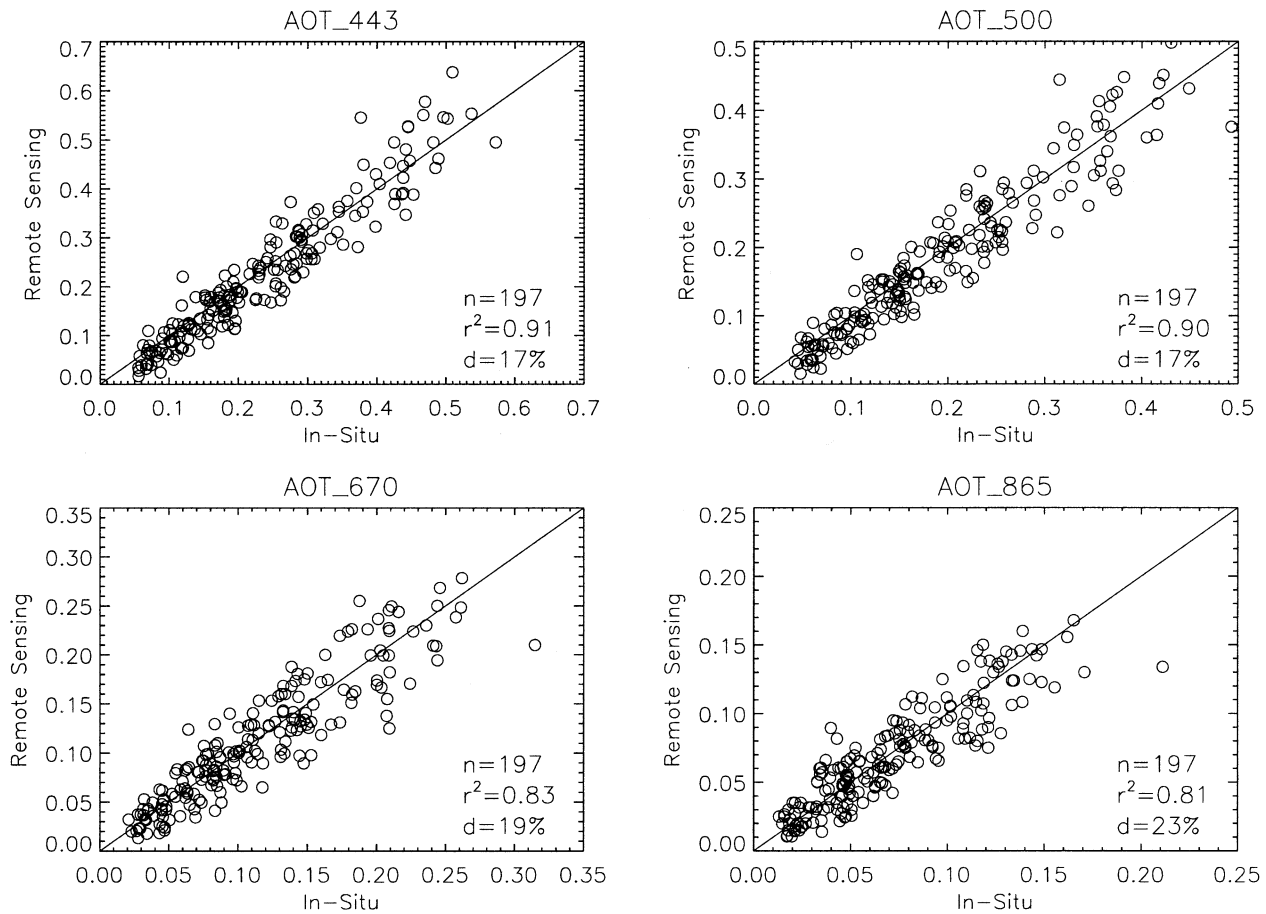 AOT_443
0.7
0.6
0.5
0.4
0.3
0.2
0.1
0.0
Remote Sensing
n=197
r²=0.91
d=17%
0.0 0.1 0.2 0.3 0.4 0.5 0.6 0.7
In-Situ
AOT_500
0.5
0.4
0.3
0.2
0.1
0.0
Remote Sensing
n=197
r²=0.90
d=17%
0.0 0.1 0.2 0.3 0.4 0.5
In-Situ
AOT_670
0.35
0.30
0.25
0.20
0.15
0.10
0.05
0.00
Remote Sensing
n=197
r²=0.83
d=19%
0.00 0.05 0.10 0.15 0.20 0.25 0.30 0.35
In-Situ
AOT_865
0.25
0.20
0.15
0.10
0.05
0.00
Remote Sensing
n=197
r²=0.81
d=23%
0.00 0.05 0.10 0.15 0.20 0.25
In-Situ